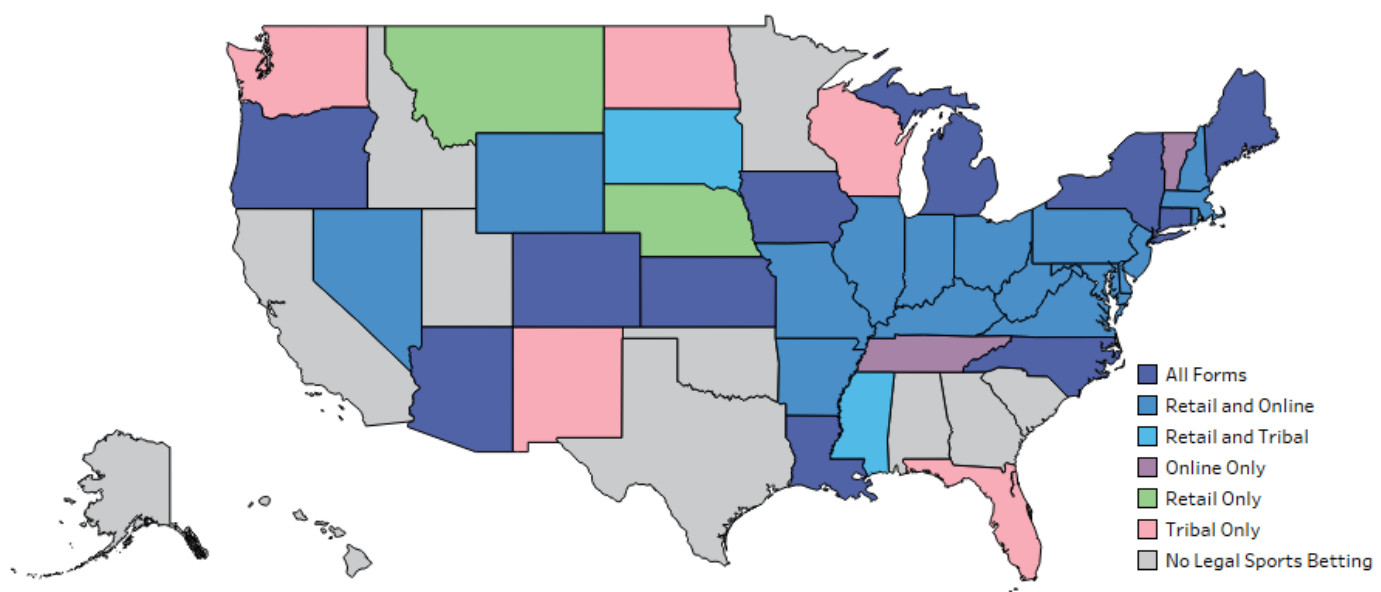 All Forms
Retail and Online
Retail and Tribal
Online Only
Retail Only
Tribal Only
No Legal Sports Betting